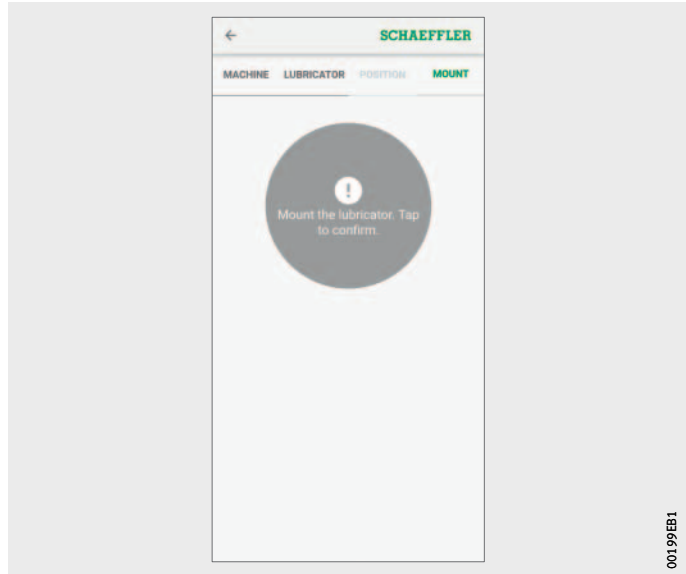 SCHAEFFLER
MACHINE LUBRICATOR POSITION MOUNT
!
Mount the lubricator. Tap
to confirm.
00199EB1